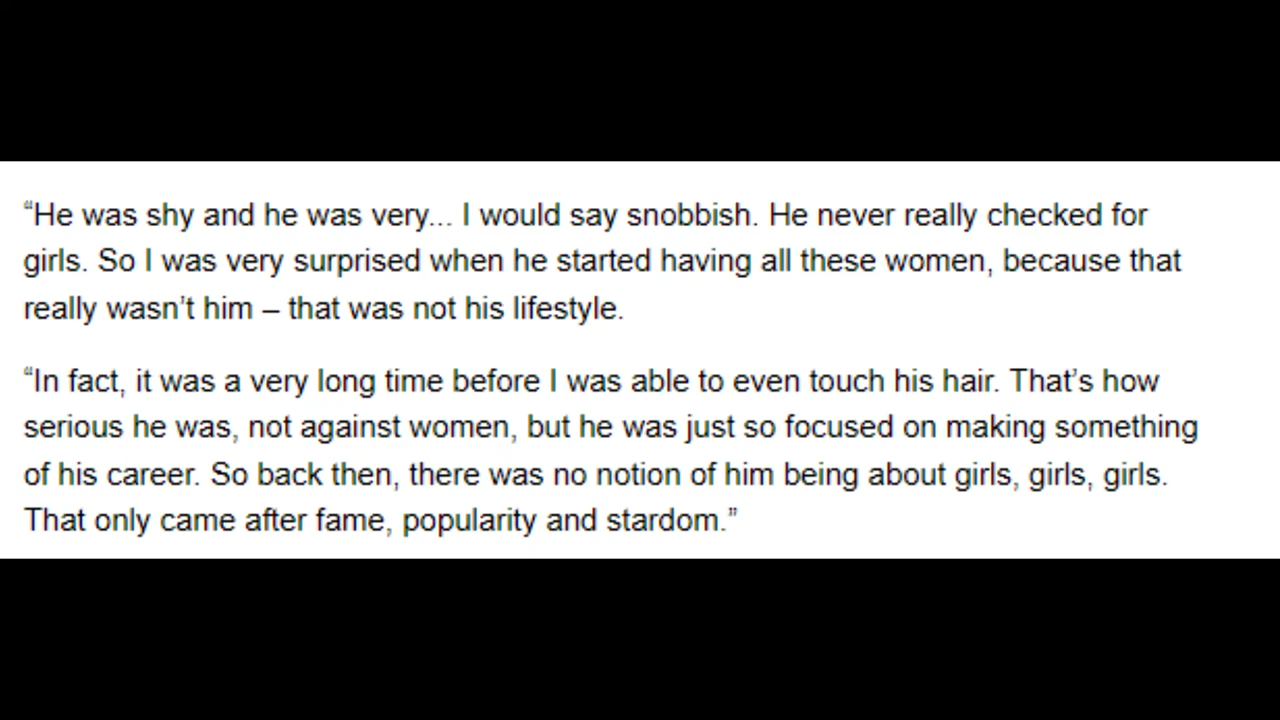 “He was shy and he was very... I would say snobbish. He never really checked for
girls. So I was very surprised when he started having all these women, because that
really wasn’t him – that was not his lifestyle.
“In fact, it was a very long time before I was able to even touch his hair. That’s how
serious he was, not against women, but he was just so focused on making something
of his career. So back then, there was no notion of him being about girls, girls, girls.
That only came after fame, popularity and stardom.”